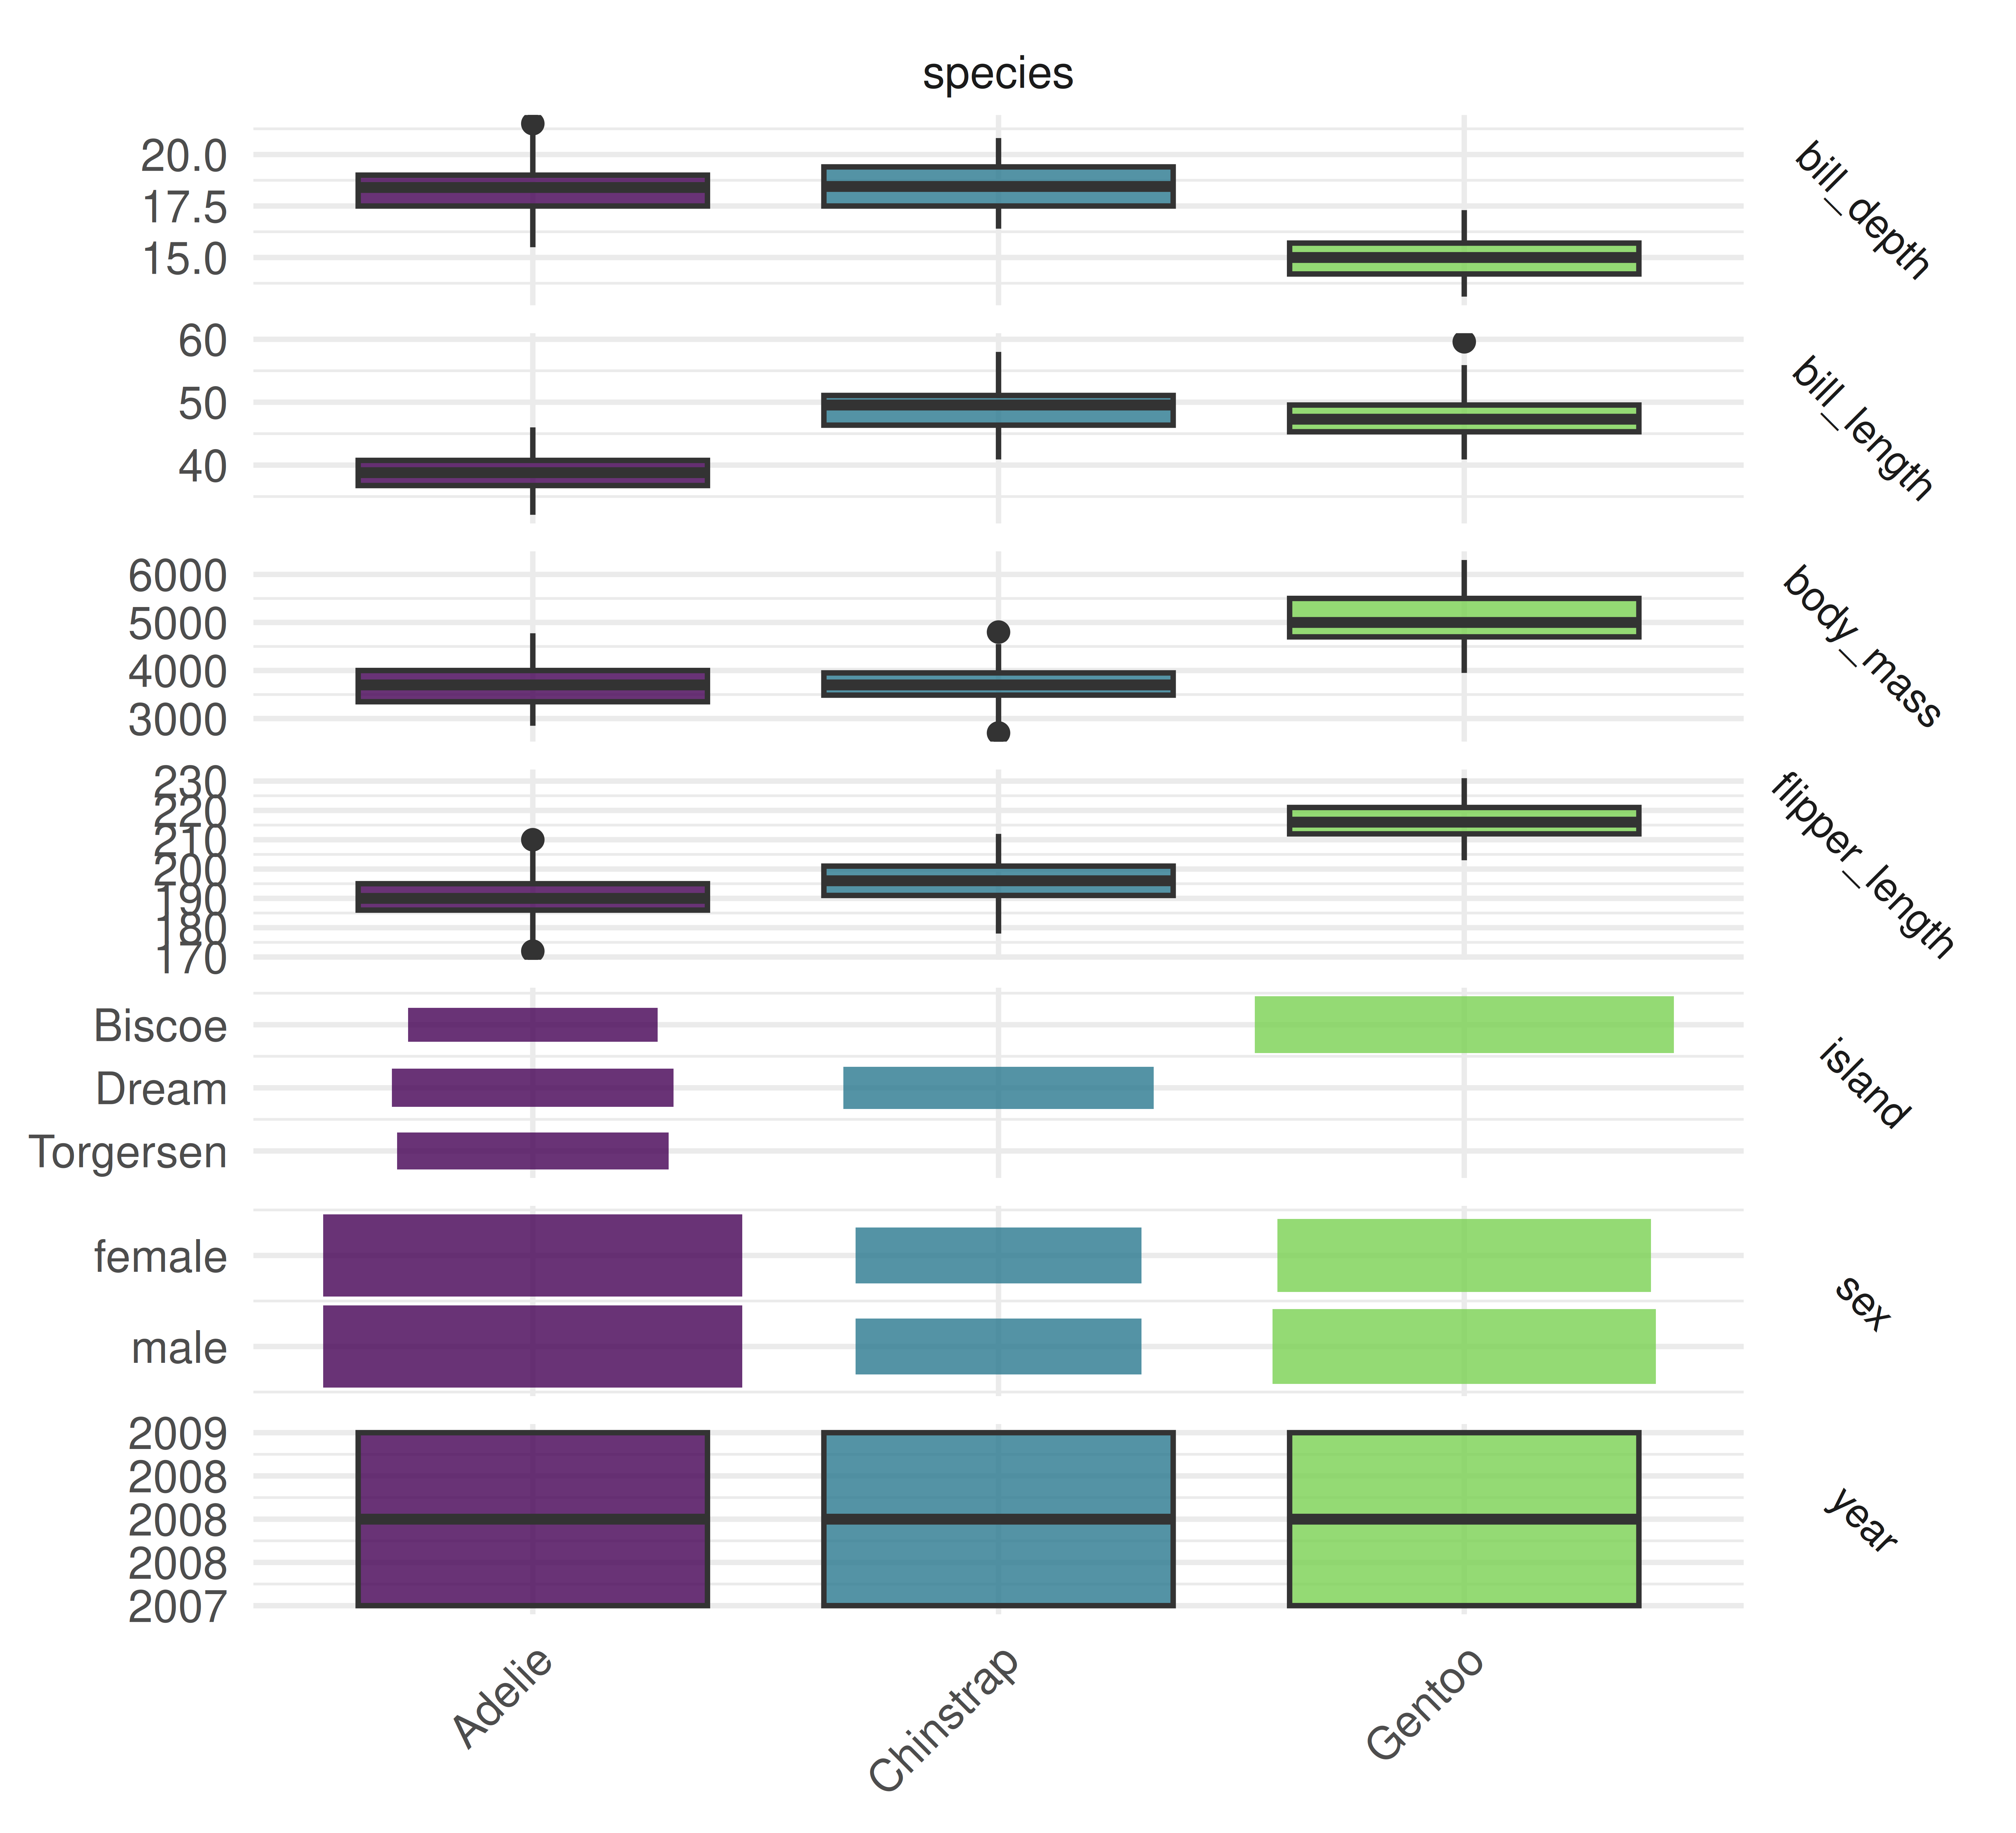 species
20.0
17.5
15.0
bill_depth
60
50
40
bill_length
6000
5000
4000
3000
body_mass
230
220
210
200
190
180
170
flipper_length
Biscoe
Dream
Torgersen
island
female
male
sex
2009
2008
2008
2008
2007
year
Adelie
Chinstrap
Gentoo